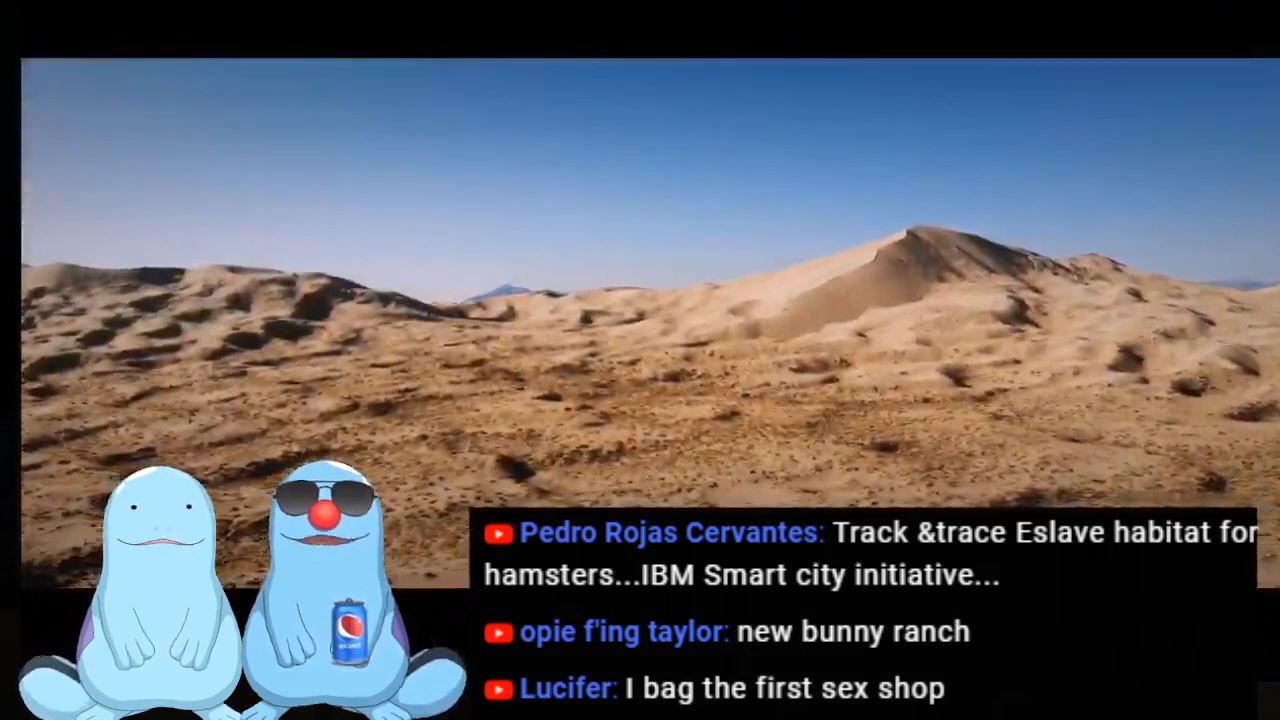 Pedro Rojas Cervantes: Track &trace Eslave habitat for
hamsters...IBM Smart city initiative...
opie f'ing taylor: new bunny ranch
Lucifer: I bag the first sex shop